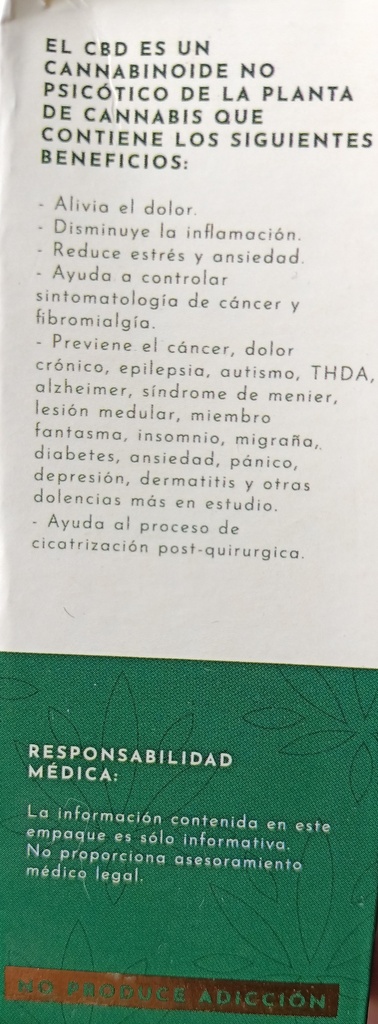 EL CBD ES UN
CANNABINOIDE NO
PSICÓTICO DE LA PLANTA
DE CANNABIS QUE
CONTIENE LOS SIGUIENTES
BENEFICIOS:
- Alivia el dolor.
- Disminuye la inflamación.
- Reduce estrés y ansiedad.
- Ayuda a controlar
sintomatología de cáncer y
fibromialgía.
- Previene el cáncer, dolor
crónico, epilepsia, autismo, THDA,
alzheimer, síndrome de menier,
lesión medular, miembro
fantasma, insomnio, migraña,.
diabetes, ansiedad, pánico,
depresión, dermatitis y otras
dolencias más en estudio.
- Ayuda al proceso de
cicatrización post-quirurgica.
RESPONSABILIDAD
MÉDICA:
La información contenida en este
empaque es sólo informativa.
No proporciona asesoramiento
médico legal.
NO PRODUCE ADICCIÓN